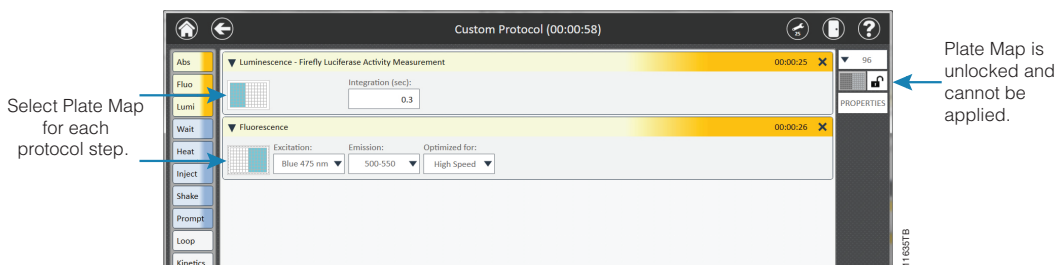 Custom Protocol (00:00:58)
25
?
Abs
Fluo
Lumi
Wait
Heat
Inject
Shake
Prompt
Loop
Kinetics
Luminescence - Firefly Luciferase Activity Measurement
00:00:25
Integration (sec):
0.3
Fluorescence
00:00:26
Excitation:
Emission:
Optimized for:
Blue 475 nm
500-550
High Speed
96
PROPERTIES
Select Plate Map
for each
protocol step.
Plate Map is
unlocked and
cannot be
applied.
11635TB